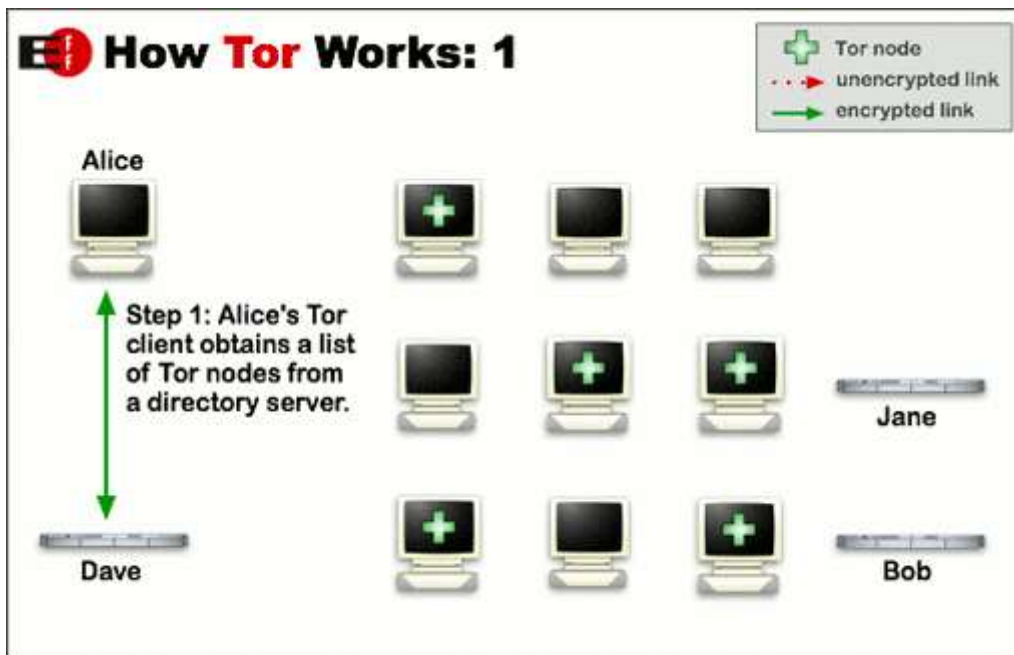 EFF How Tor Works: 1
Tor node
unencrypted link
encrypted link
Alice
Step 1: Alice's Tor
client obtains a list
of Tor nodes from
a directory server.
Jane
Dave
Bob